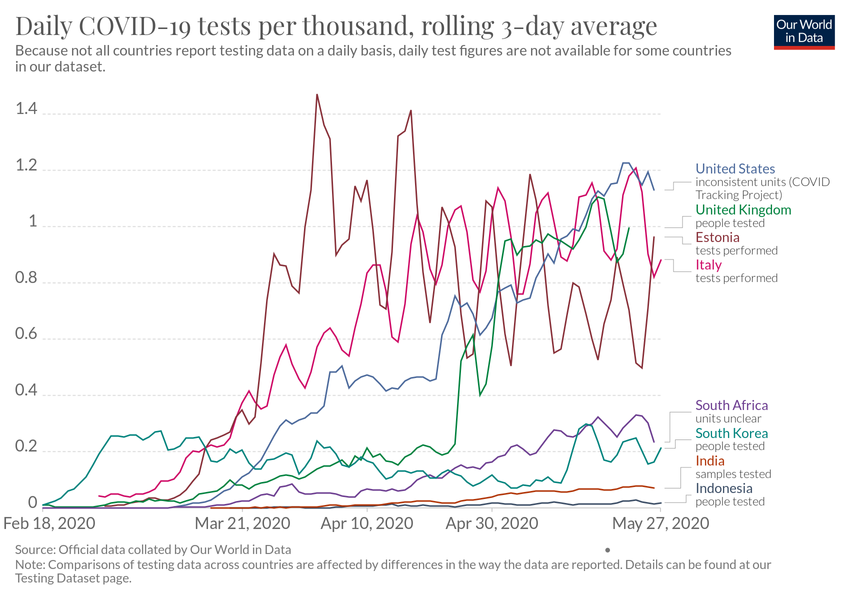 Daily COVID-19 tests per thousand, rolling 3-day average
Our World
in Data
Because not all countries report testing data on a daily basis, daily test figures are not available for some countries
in our dataset.
1.4
1.2
1
0.8
0.6
0.4
0.2
0
United States
inconsistent units (COVID
Tracking Project)
United Kingdom
people tested
Estonia
tests performed
Italy
tests performed
South Africa
units unclear
South Korea
people tested
India
samples tested
Indonesia
people tested
Feb 18, 2020
Mar 21, 2020
Apr 10, 2020
Apr 30, 2020
May 27, 2020
Source: Official data collated by Our World in Data
Note: Comparisons of testing data across countries are affected by differences in the way the data are reported. Details can be found at our
Testing Dataset page.